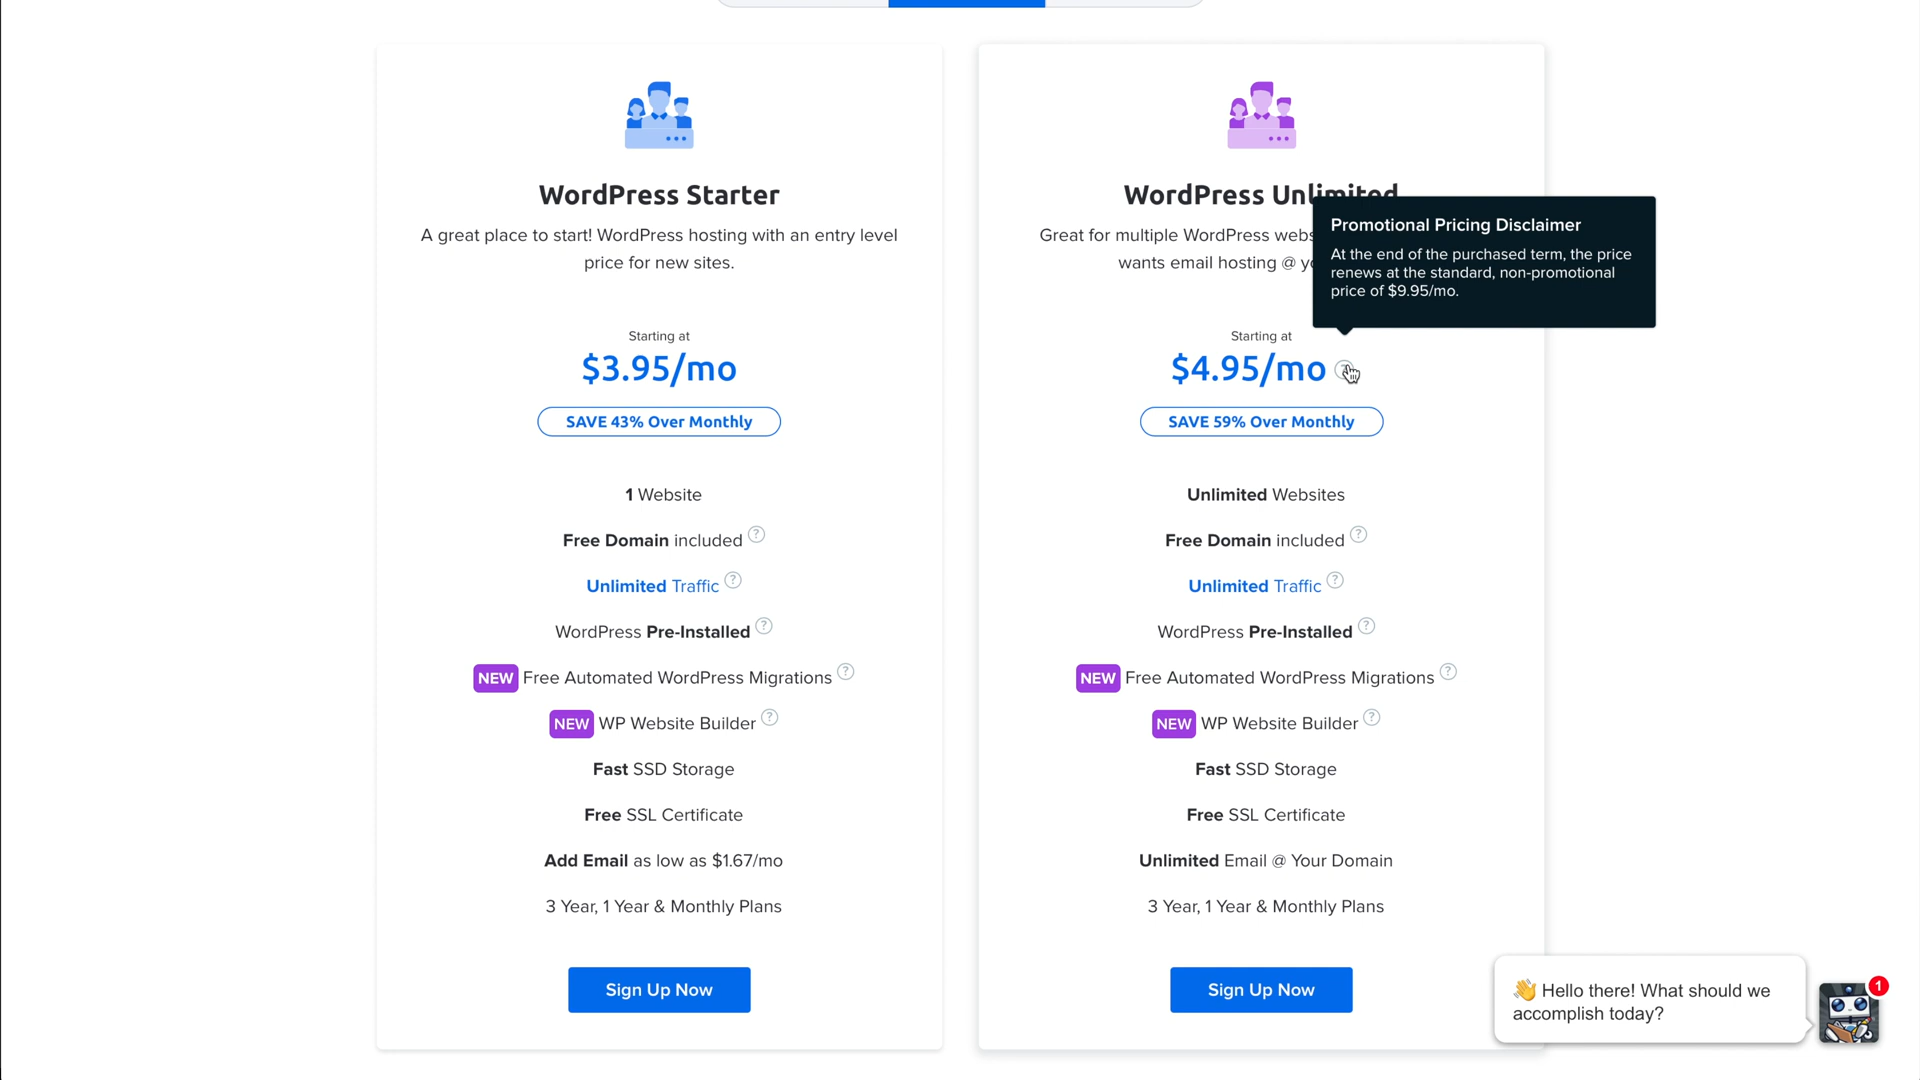 WordPress Starter
A great place to start! WordPress hosting with an entry level
price for new sites.
Starting at
$3.95/mo
SAVE 43% Over Monthly
1 Website
Free Domain included ?
Unlimited Traffic ?
WordPress Pre-Installed ?
NEW Free Automated WordPress Migrations ?
NEW WP Website Builder ?
Fast SSD Storage
Free SSL Certificate
Add Email as low as $1.67/mo
3 Year, 1 Year & Monthly Plans
Sign Up Now
WordPress Unlimited
Great for multiple WordPress
wants email hosting @
Promotional Pricing Disclaimer
At the end of the purchased term, the price
renews at the standard, non-promotional
price of $9.95/mo.
Starting at
$4.95/mo
SAVE 59% Over Monthly
Unlimited Websites
Free Domain included ?
Unlimited Traffic ?
WordPress Pre-Installed ?
NEW Free Automated WordPress Migrations ?
NEW WP Website Builder ?
Fast SSD Storage
Free SSL Certificate
Unlimited Email @ Your Domain
3 Year, 1 Year & Monthly Plans
Sign Up Now
👋 Hello there! What should we
accomplish today?
1